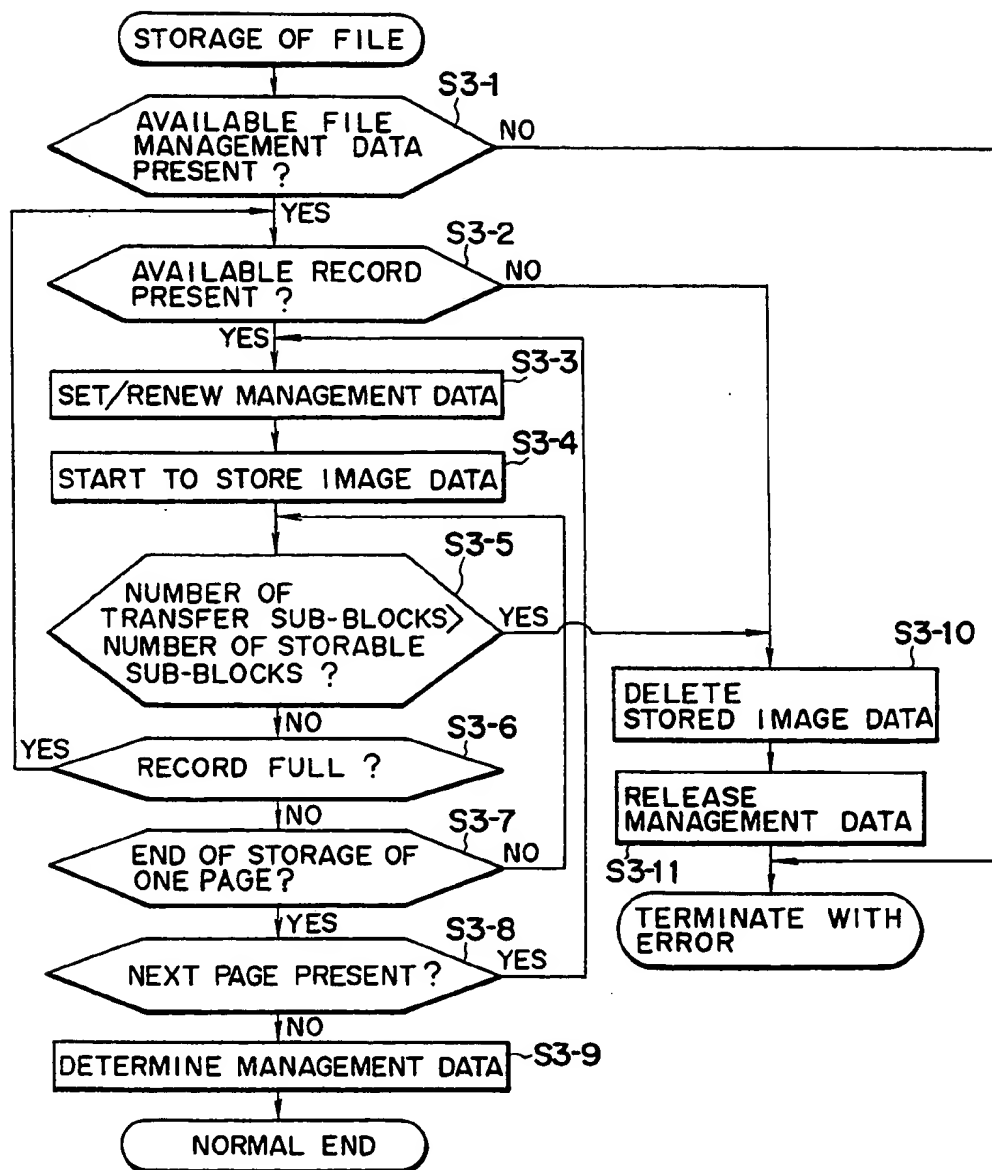 STORAGE OF FILE
S3-1
AVAILABLE FILE
MANAGEMENT DATA
PRESENT ?
NO
YES
S3-2
AVAILABLE RECORD
PRESENT ?
NO
YES
S3-3
SET/RENEW MANAGEMENT DATA
S3-4
START TO STORE IMAGE DATA
S3-5
NUMBER OF
TRANSFER SUB-BLOCKS>
NUMBER OF STORABLE
SUB-BLOCKS ?
YES
NO
S3-6
RECORD FULL ?
YES
NO
S3-7
END OF STORAGE OF
ONE PAGE?
NO
YES
S3-8
NEXT PAGE PRESENT ?
YES
NO
DETERMINE MANAGEMENT DATA
S3-9
NORMAL END
S3-10
DELETE
STORED IMAGE DATA
RELEASE
MANAGEMENT DATA
S3-11
TERMINATE WITH
ERROR